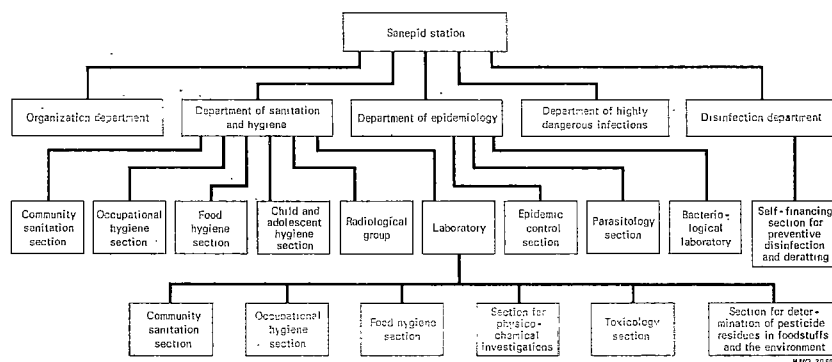 Sanepid station
Organization department
Department of sanitation
and hygiene
Department of epidemiology
Department of highly
dangerous infections
Disinfection department
Community
sanitation
section
Occupational
hygiene
section
Food
hygiene
section
Child and
adolescent
hygiene section
Radiological
group
Laboratory
Epidemic
control
section
Parasitology
section
Bacterio-
logical
laboratory
Self-financing
section for
preventive
disinfection
and deratting
Community
sanitation
section
Occupational
hygiene
section
Food hygiene
section
Section for
physico-
chemical
investigations
Toxicology
section
Section for deter-
mination of pesticide
residues in foodstuffs
and the environment